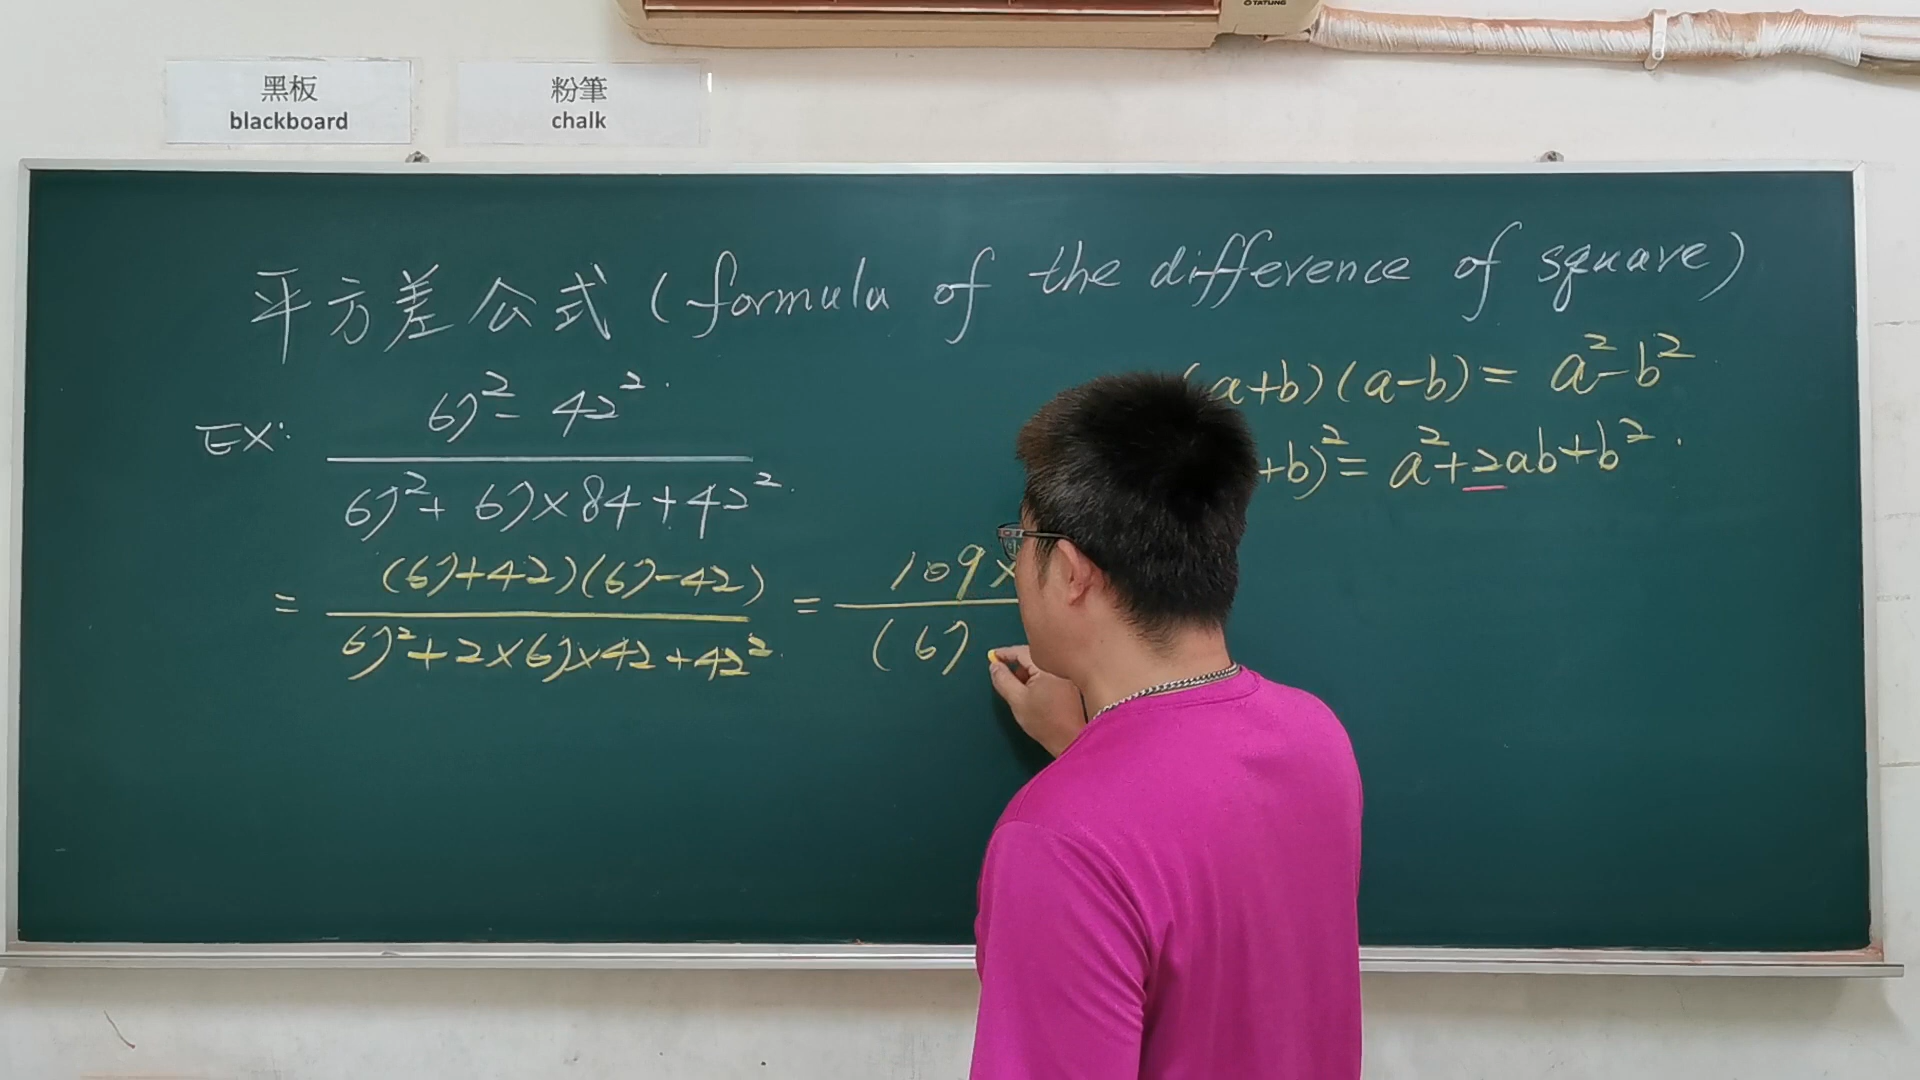 TATUNG
黑板
blackboard
粉筆
chalk
平方差公式 (formula of the difference of square)
(a+b)(a-b) = a²-b²
+b)² = a²+2ab+b².
EX: 67² - 42² .
67² + 67×84+42² .
= (67+42)(67-42) = 109×
67²+2×67×42+42² . (67